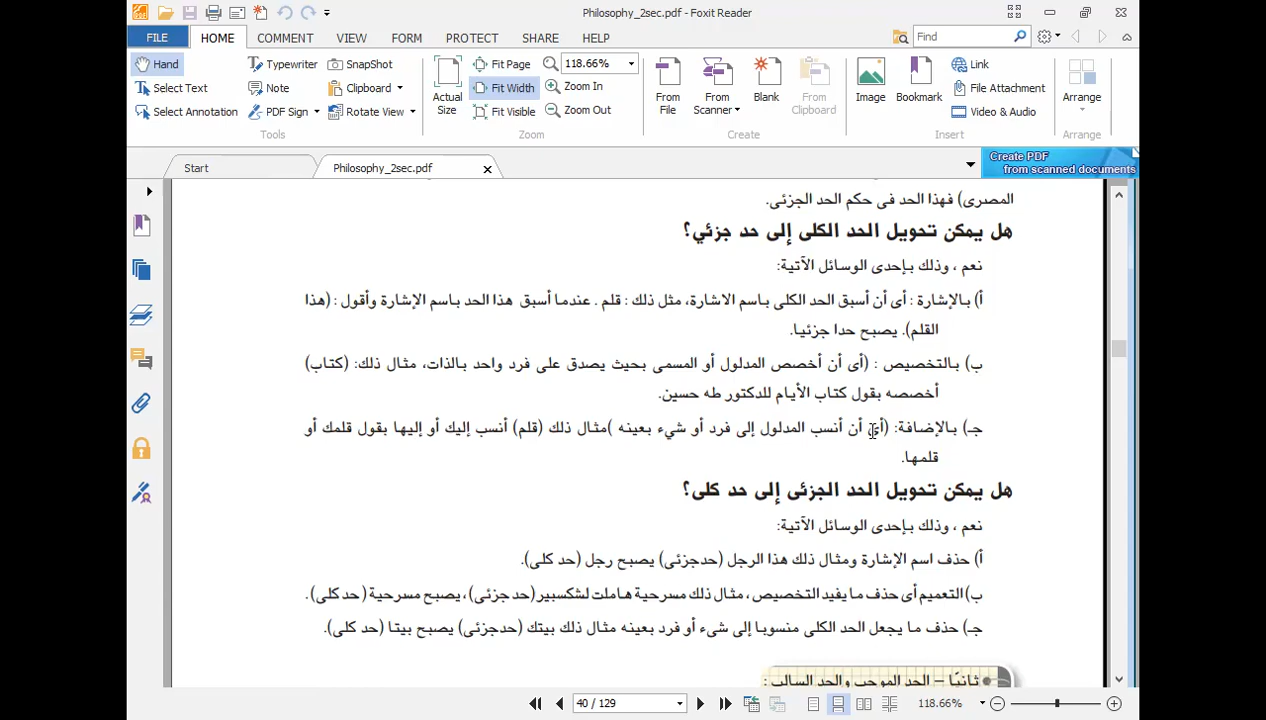 Philosophy_2sec.pdf - Foxit Reader
FILE HOME COMMENT VIEW FORM PROTECT SHARE HELP Find
Hand Typewriter SnapShot Fit Page 118.66% Link
Select Text Note Clipboard Fit Width Zoom In File Attachment
Select Annotation PDF Sign Rotate View Fit Visible Zoom Out Video & Audio
Actual Size From File From Scanner Blank From Clipboard Image Bookmark Arrange
Tools Zoom Create Insert Arrange
Start Philosophy_2sec.pdf Create PDF
from scanned documents
المصرى) فهذا الحد فى حكم الحد الجزئى.
هل يمكن تحويل الحد الكلى إلى حد جزئي؟
نعم ، وذلك بإحدى الوسائل الآتية:
أ) بالإشارة : أى أن أسبق الحد الكلى باسم الاشارة، مثل ذلك : قلم . عندما أسبق هذا الحد باسم الإشارة وأقول : (هذا
القلم). يصبح حدا جزئيا.
ب) بالتخصيص : (أى أن أخصص المدلول أو المسمى بحيث يصدق على فرد واحد بالذات، مثال ذلك: (كتاب)
أخصصه بقول كتاب الأيام للدكتور طه حسين.
جـ) بالإضافة: (أى أن أنسب المدلول إلى فرد أو شيء بعينه )مثال ذلك (قلم) أنسب إليك أو إليها بقول قلمك أو
قلمها.
هل يمكن تحويل الحد الجزئى إلى حد كلى؟
نعم ، وذلك بإحدى الوسائل الآتية:
أ) حذف اسم الإشارة ومثال ذلك هذا الرجل (حدجزئى) يصبح رجل (حد كلى).
ب) التعميم أى حذف ما يفيد التخصيص ، مثال ذلك مسرحية هاملت لشكسبير(حد جزئى)، يصبح مسرحية (حد كلى).
جـ) حذف ما يجعل الحد الكلى منسوبا إلى شىء أو فرد بعينه مثال ذلك بيتك (حدجزئى) يصبح بيتا (حد كلى).
ثانيًا – الحد الموجب والحد السالب :
40 / 129 118.66%